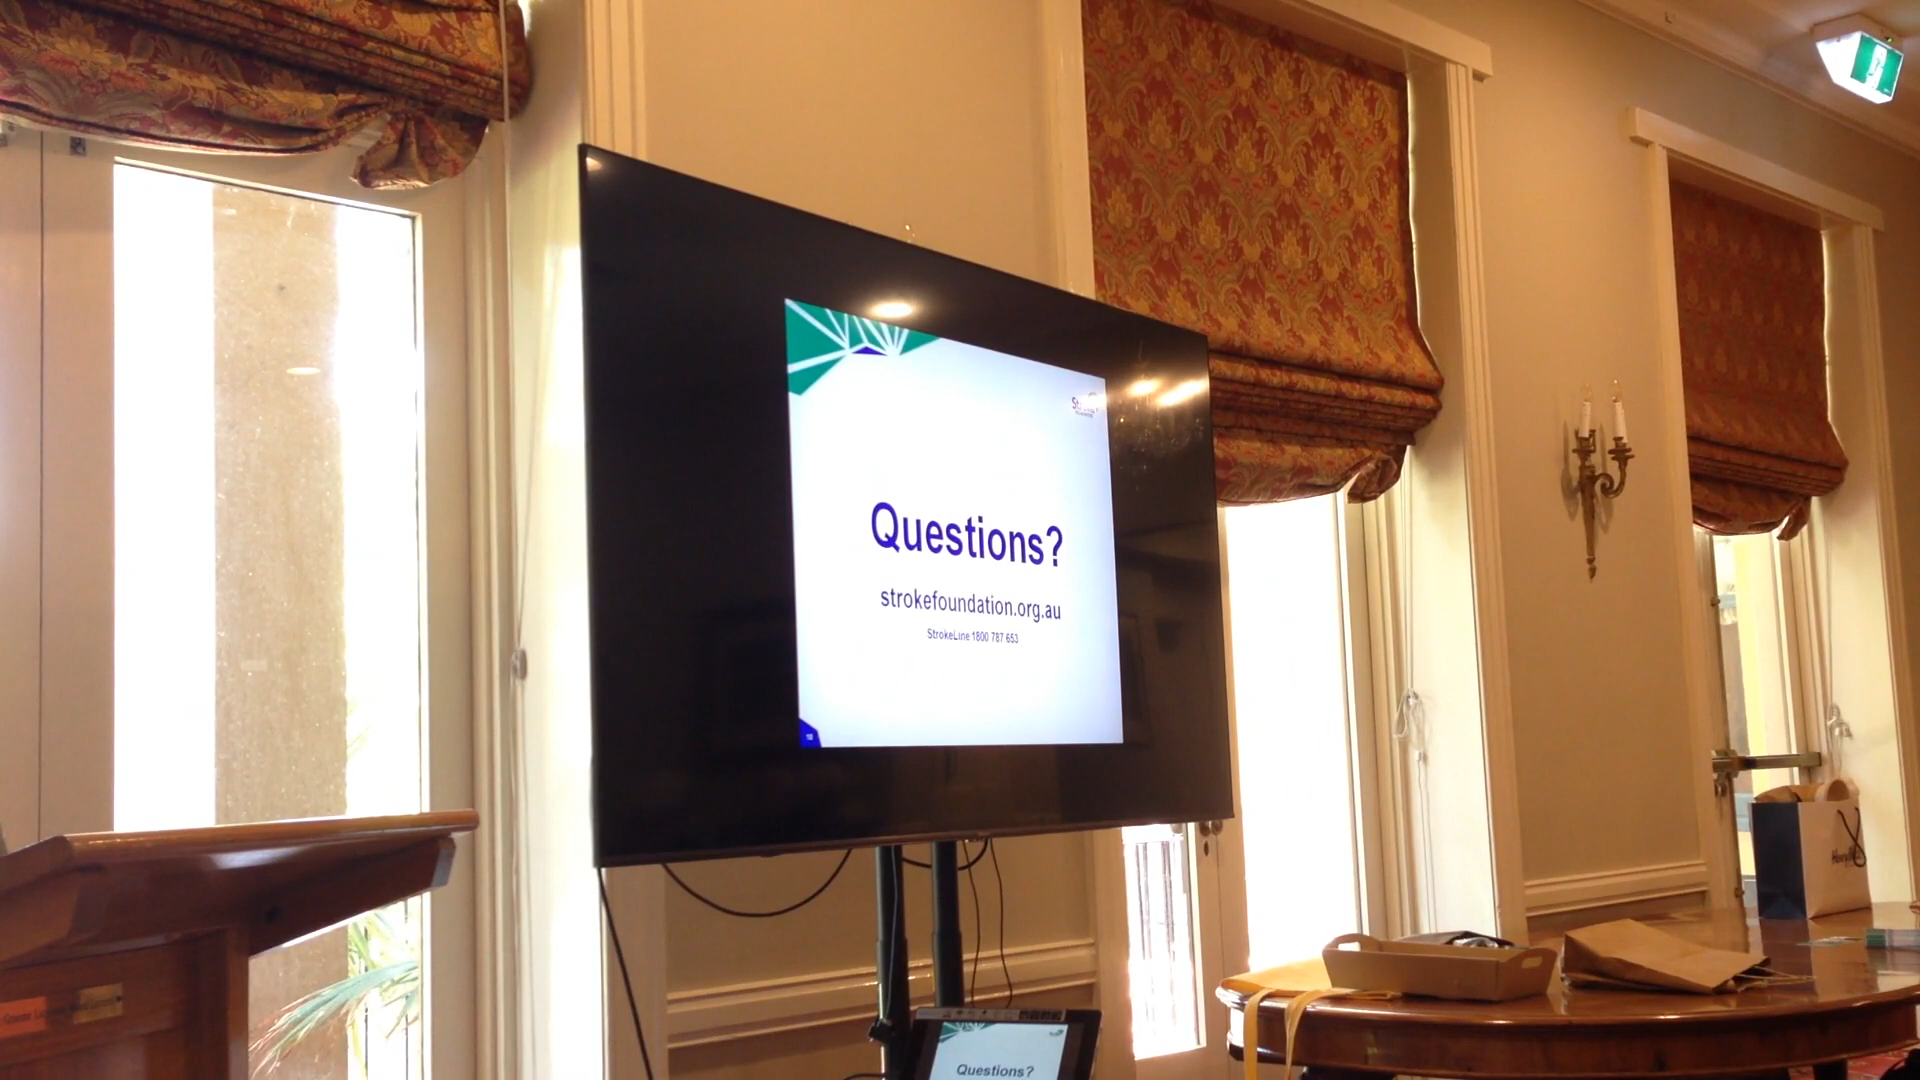 Questions?
strokefoundation.org.au
StrokeLine 1800 787 653
Questions?